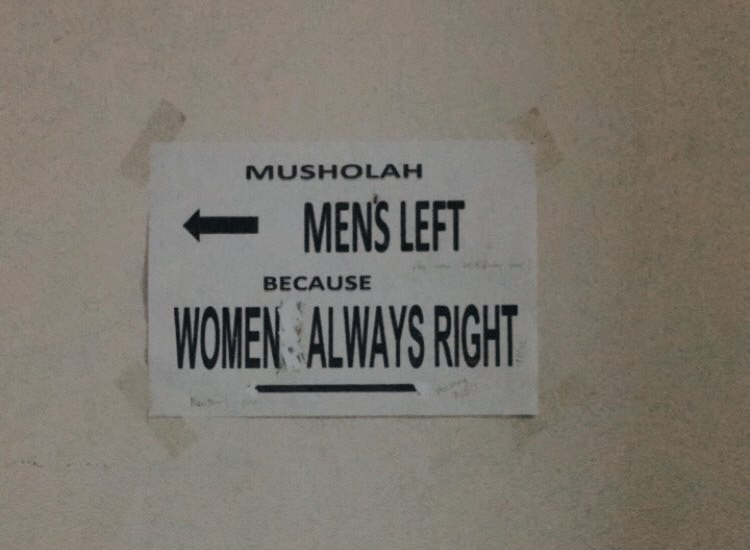 MUSHOLAH
MEN'S LEFT
BECAUSE
WOMEN ALWAYS RIGHT